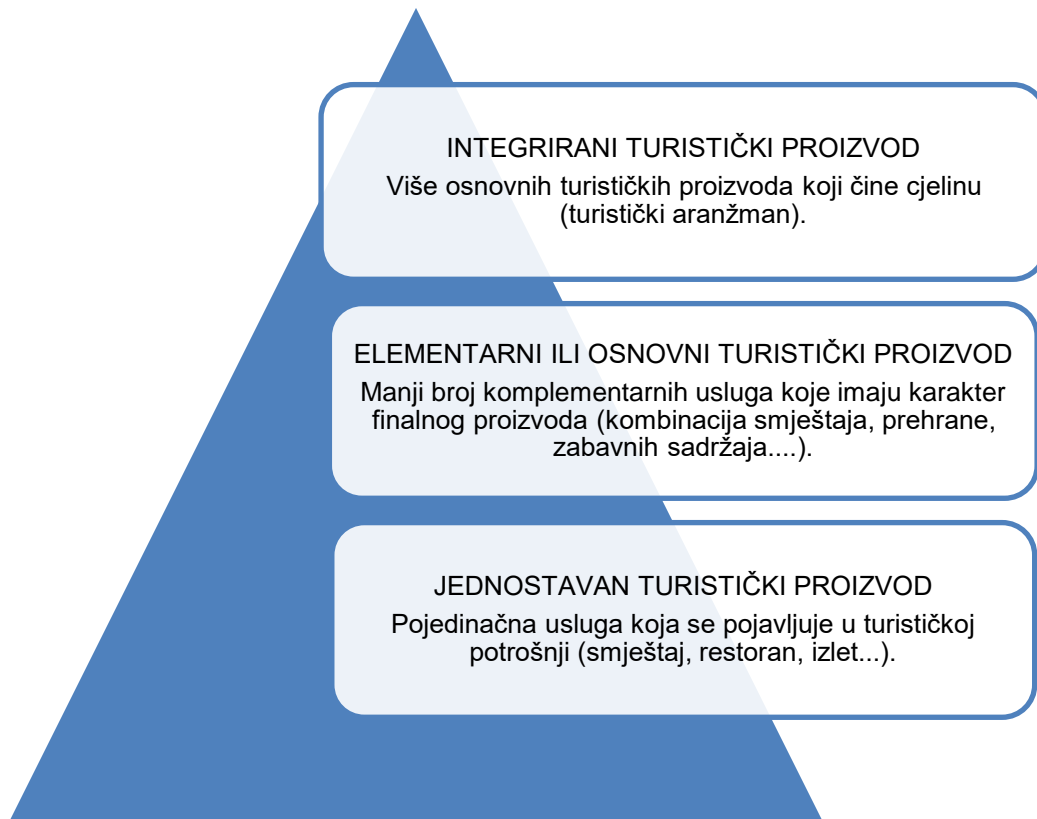 INTEGRIRANI TURISTIČKI PROIZVOD
Više osnovnih turističkih proizvoda koji čine cjelinu
(turistički aranžman).
ELEMENTARNI ILI OSNOVNI TURISTIČKI PROIZVOD
Manji broj komplementarnih usluga koje imaju karakter
finalnog proizvoda (kombinacija smještaja, prehrane,
zabavnih sadržaja....).
JEDNOSTAVAN TURISTIČKI PROIZVOD
Pojedinačna usluga koja se pojavljuje u turističkoj
potrošnji (smještaj, restoran, izlet...).